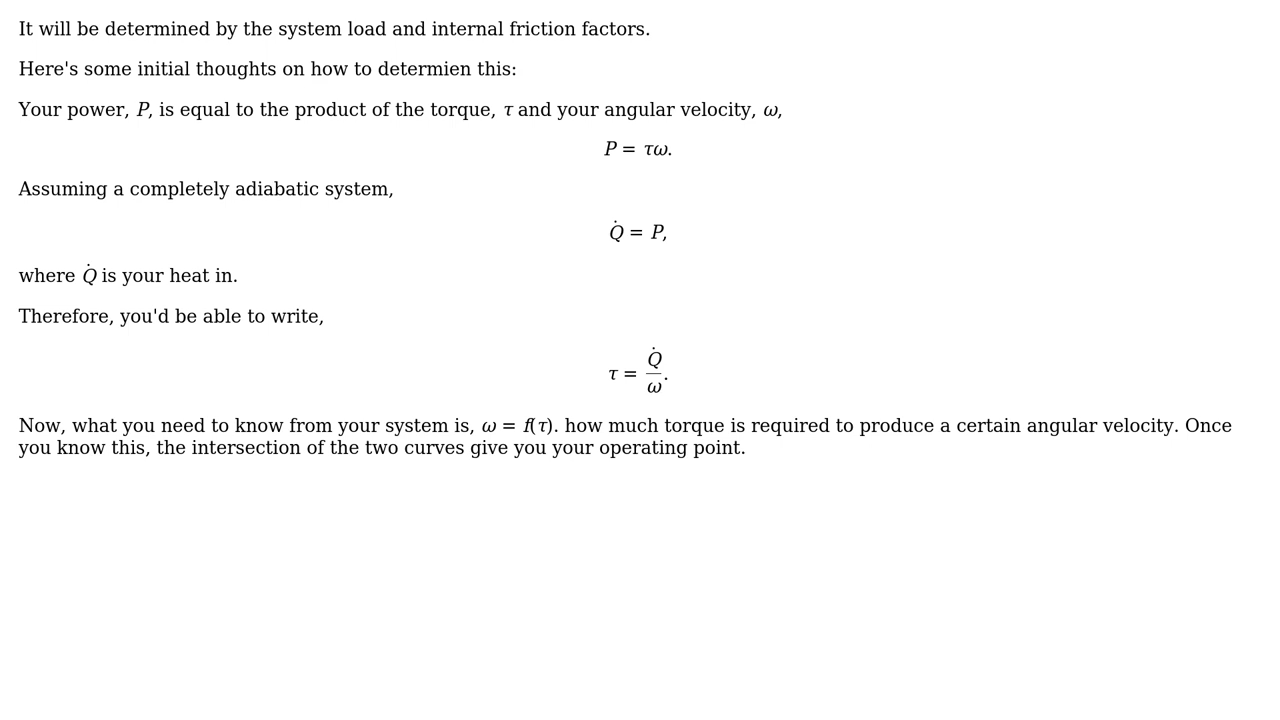 It will be determined by the system load and internal friction factors.
Here's some initial thoughts on how to determien this:
Your power, P, is equal to the product of the torque, τ and your angular velocity, ω,
P = τω.
Assuming a completely adiabatic system,
Q̇ = P,
where Q̇ is your heat in.
Therefore, you'd be able to write,
τ = Q̇/ω.
Now, what you need to know from your system is, ω = f(τ). how much torque is required to produce a certain angular velocity. Once
you know this, the intersection of the two curves give you your operating point.